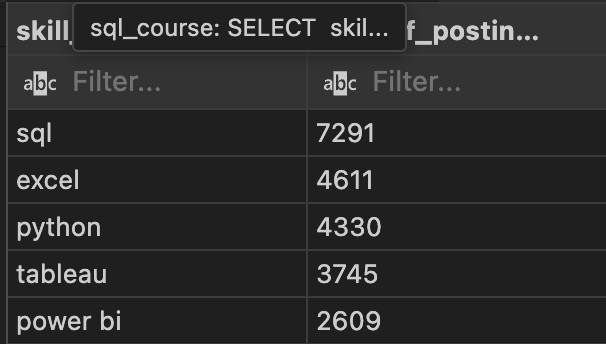 skill_ sql_course: SELECT skil... f_postin...
abc Filter... abc Filter...
sql 7291
excel 4611
python 4330
tableau 3745
power bi 2609